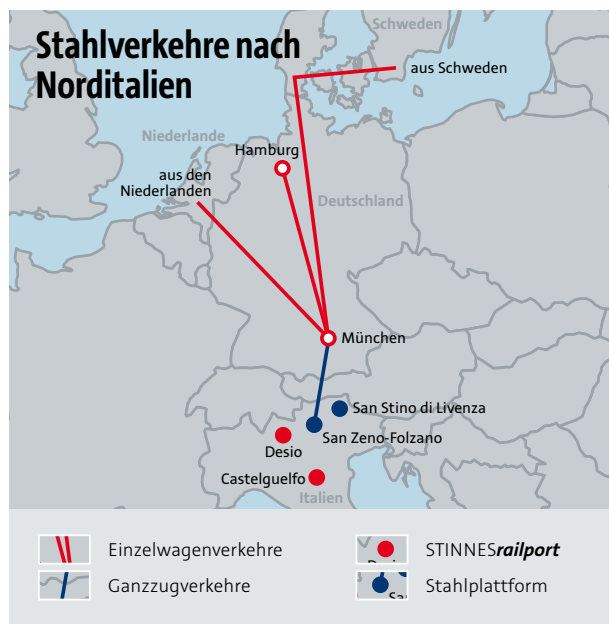 Stahlverkehre nach
Norditalien
Schweden
aus Schweden
Niederlande
Hamburg
aus den
Niederlanden
Deutschland
München
San Stino di Livenza
San Zeno-Folzano
Desio
Castelguelfo
Italien
Einzelwagenverkehre
STINNESrailport
Ganzzugverkehre
Stahlplattform